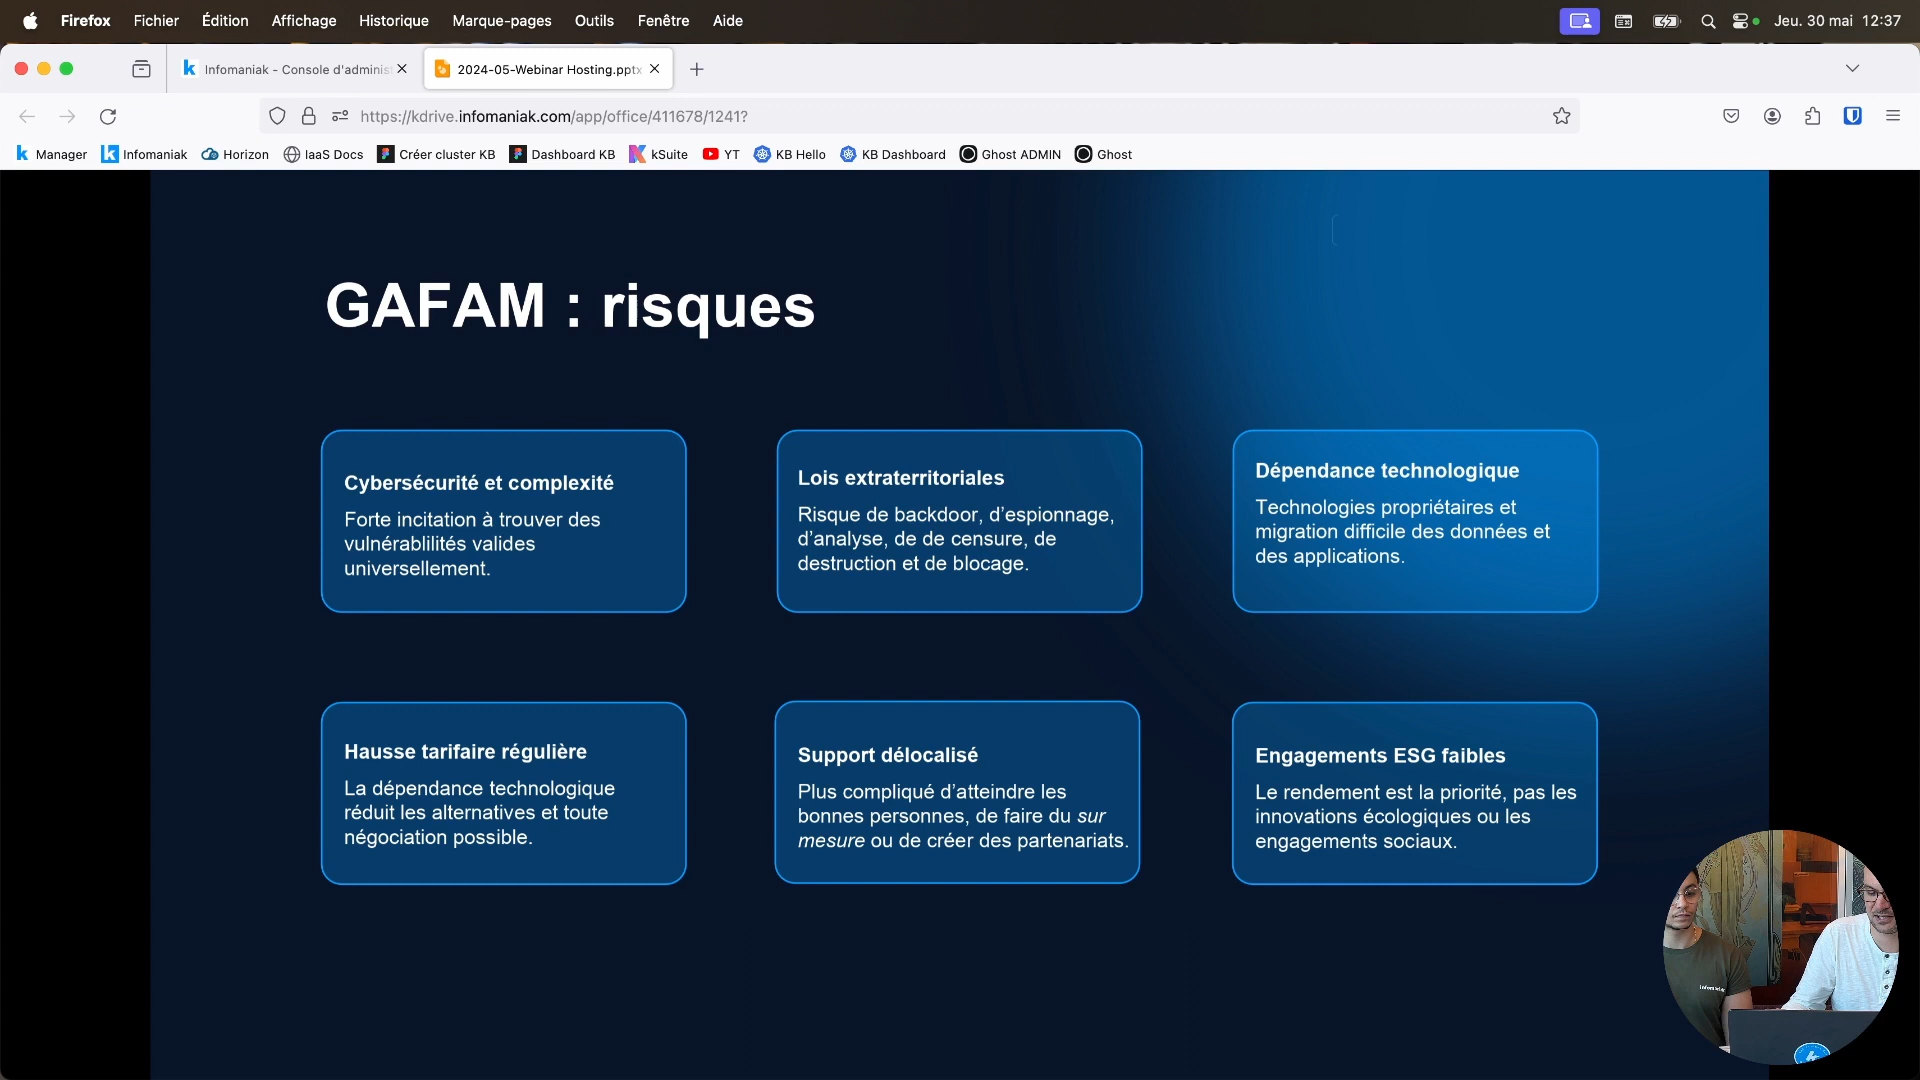 Firefox Fichier Édition Affichage Historique Marque-pages Outils Fenêtre Aide Jeu. 30 mai 12:37
Infomaniak - Console d'adminis 2024-05-Webinar Hosting.pptx
https://kdrive.infomaniak.com/app/office/411678/1241?
Manager Infomaniak Horizon IaaS Docs Créer cluster KB Dashboard KB kSuite YT KB Hello KB Dashboard Ghost ADMIN Ghost
GAFAM : risques
Cybersécurité et complexité
Forte incitation à trouver des
vulnérablilités valides
universellement.
Lois extraterritoriales
Risque de backdoor, d’espionnage,
d’analyse, de de censure, de
destruction et de blocage.
Dépendance technologique
Technologies propriétaires et
migration difficile des données et
des applications.
Hausse tarifaire régulière
La dépendance technologique
réduit les alternatives et toute
négociation possible.
Support délocalisé
Plus compliqué d’atteindre les
bonnes personnes, de faire du sur
mesure ou de créer des partenariats.
Engagements ESG faibles
Le rendement est la priorité, pas les
innovations écologiques ou les
engagements sociaux.
infomaniak